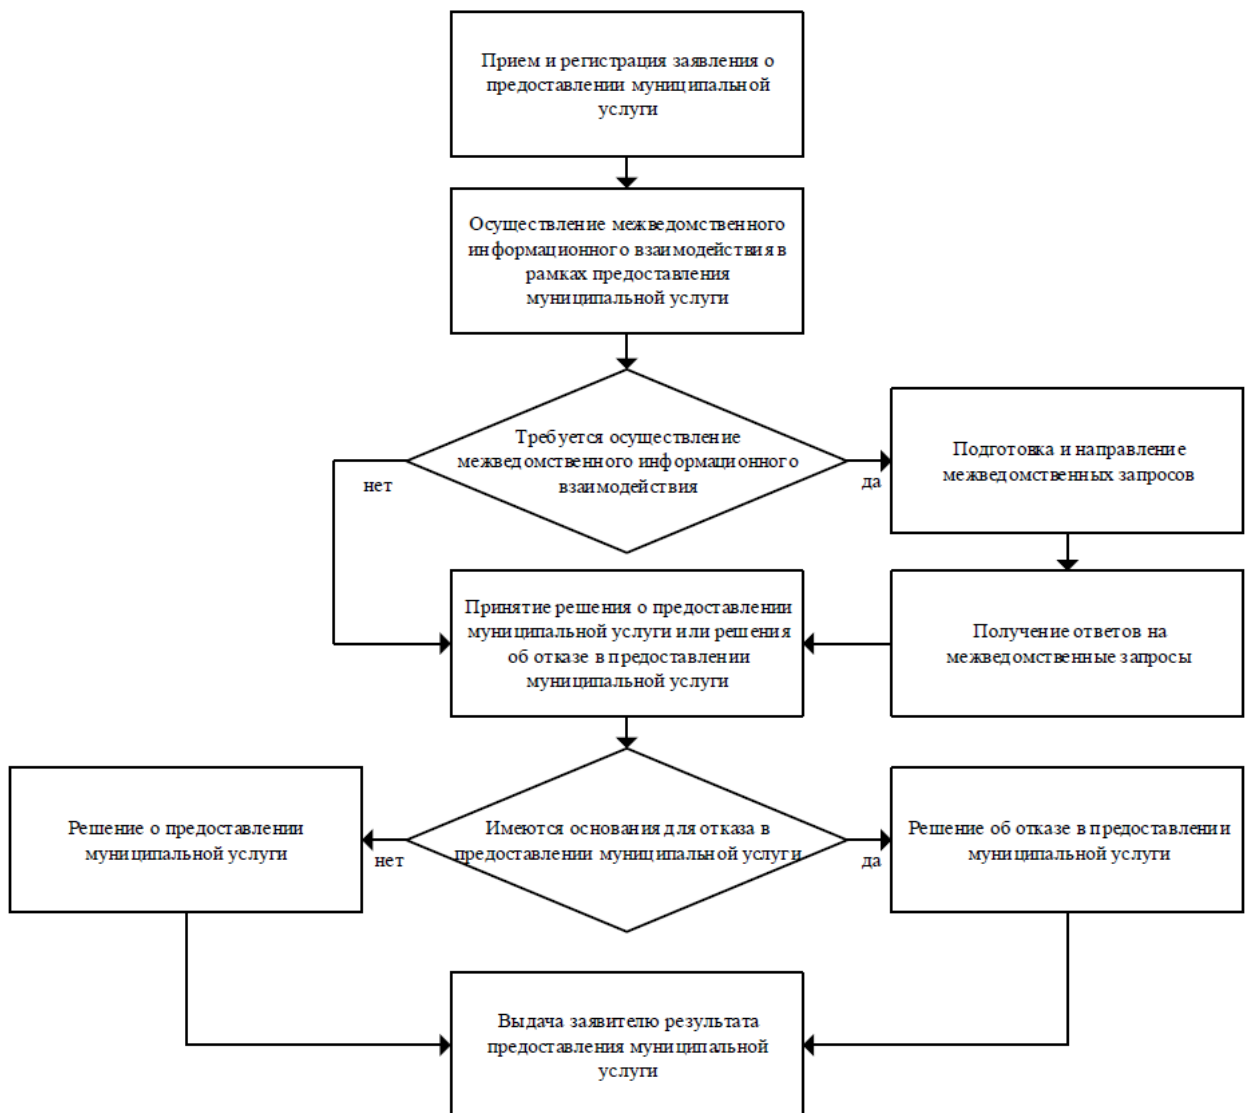 Прием и регистрация заявления о
предоставлении муниципальной
услуги
Осуществление межведомственного
информационного взаимодействия в
рамках предоставления
муниципальной услуги
Требуется осуществление
межведомственного информационного
взаимодействия
нет
да
Подготовка и направление
межведомственных запросов
Принятие решения о предоставлении
муниципальной услуги или решения
об отказе в предоставлении
муниципальной услуги
Получение ответов на
межведомственные запросы
Решение о предоставлении
муниципальной услуги
нет
Имеются основания для отказа в
предоставлении муниципальной услуги
да
Решение об отказе в предоставлении
муниципальной услуги
Выдача заявителю результата
предоставления муниципальной
услуги